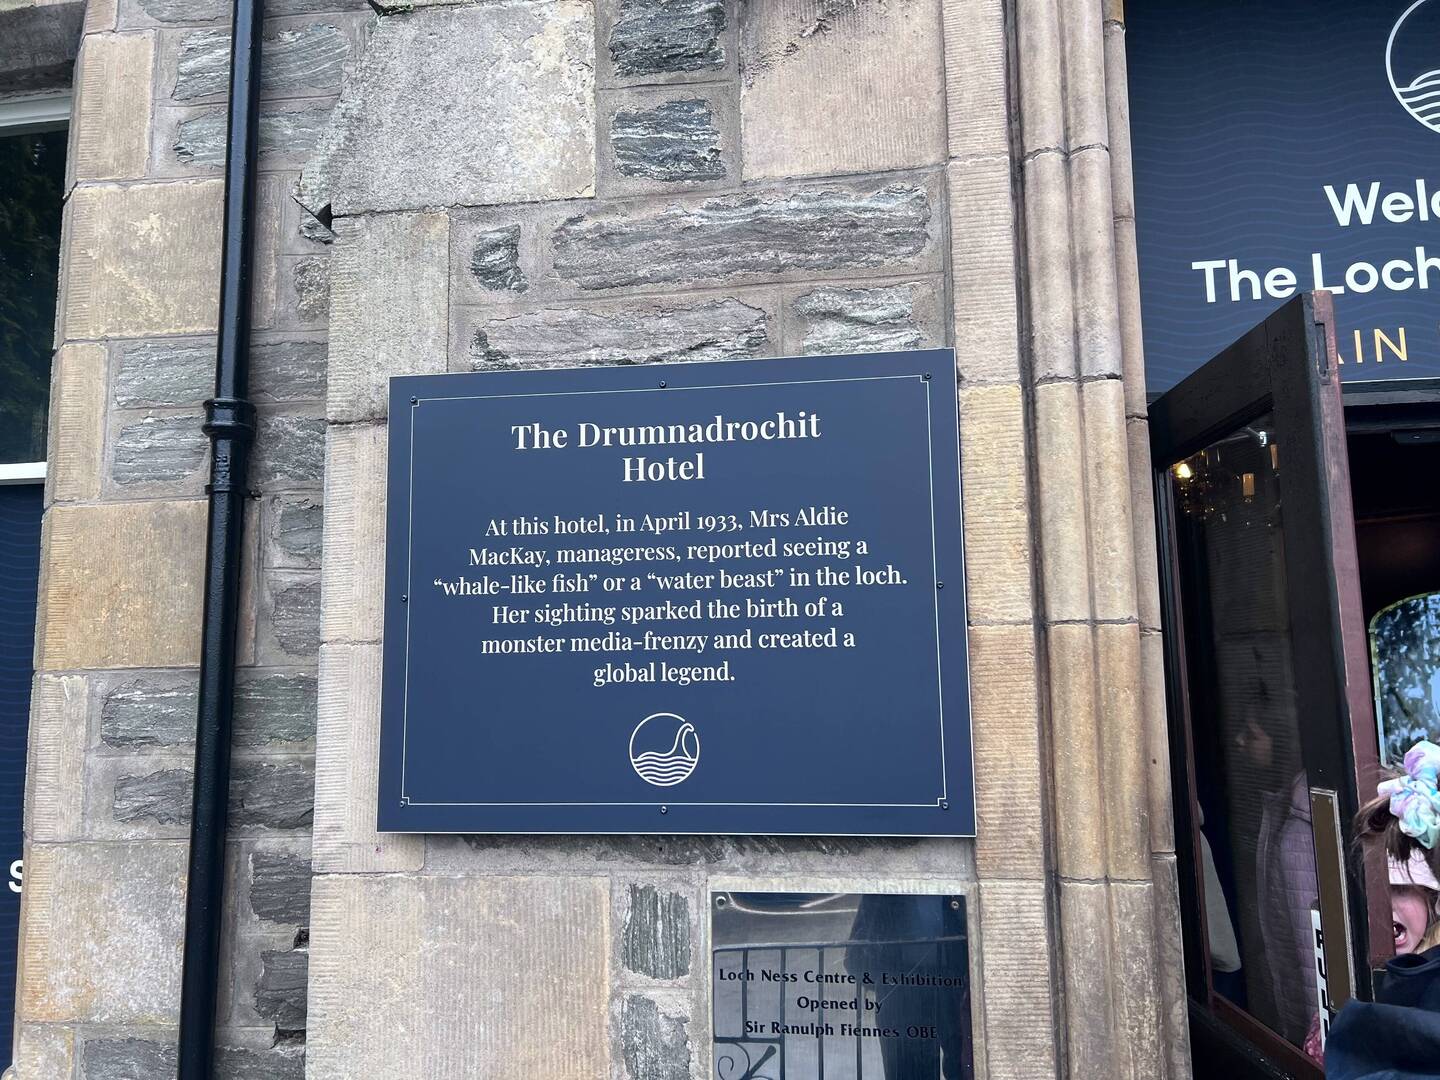 The Drumnadrochit
Hotel
At this hotel, in April 1933, Mrs Aldie
MacKay, manageress, reported seeing a
“whale-like fish” or a “water beast” in the loch.
Her sighting sparked the birth of a
monster media-frenzy and created a
global legend.
Loch Ness Centre & Exhibition
Opened by
Sir Ranulph Fiennes OBE
The Loch